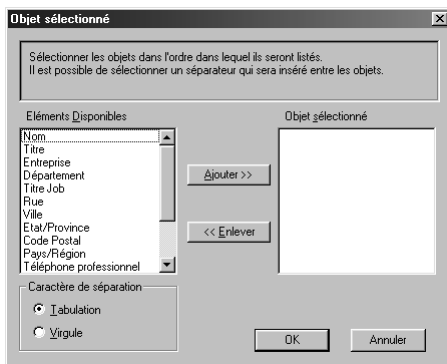 Objet sélectionné
Sélectionner les objets dans l'ordre dans lequel ils seront listés.
Il est possible de sélectionner un séparateur qui sera inséré entre les objets.
Eléments Disponibles
Nom
Titre
Entreprise
Département
Titre Job
Rue
Ville
Etat/Province
Code Postal
Pays/Région
Téléphone professionnel
Ajouter >>
<< Enlever
Objet sélectionné
Caractère de séparation
Tabulation
Virgule
OK
Annuler